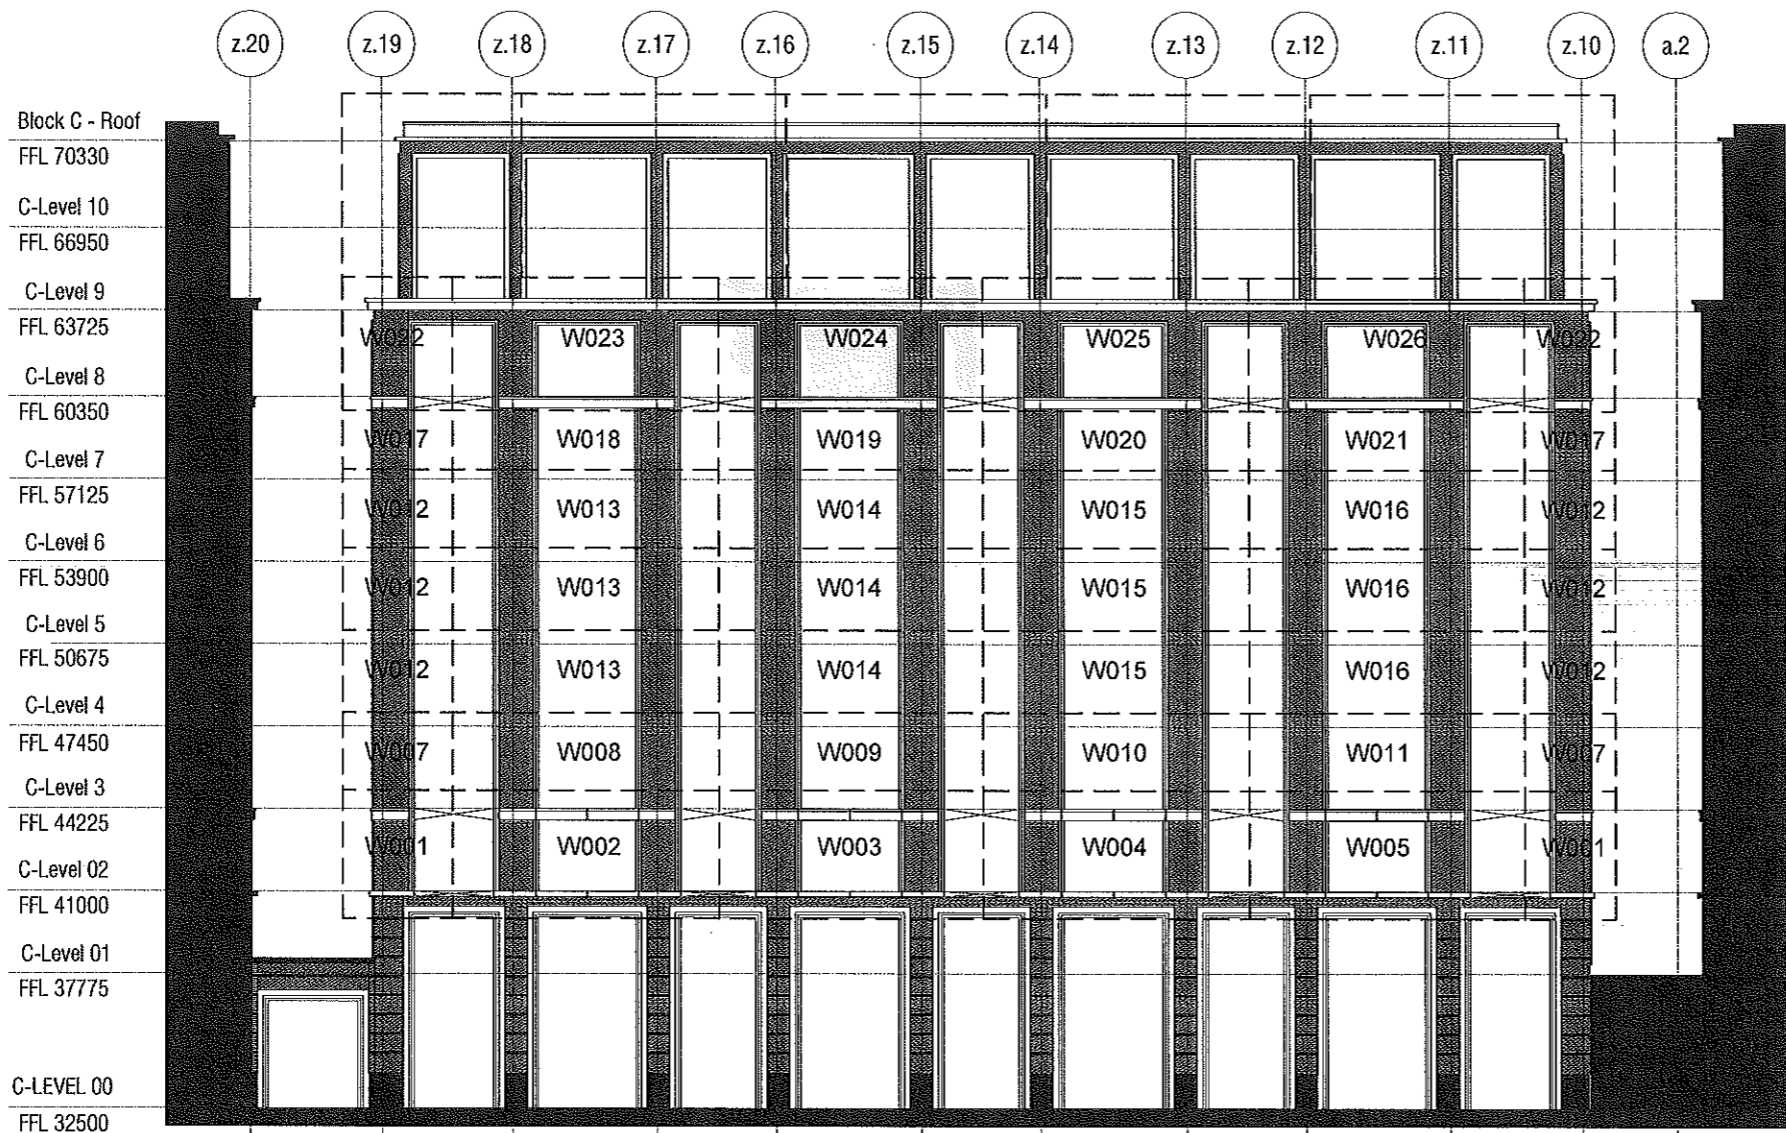 z.20 z.19 z.18 z.17 z.16 z.15 z.14 z.13 z.12 z.11 z.10 a.2
Block C - Roof
FFL 70330
C-Level 10
FFL 66950
C-Level 9
FFL 63725
W022 W023 W024 W025 W026 W022
C-Level 8
FFL 60350
W017 W018 W019 W020 W021 W017
C-Level 7
FFL 57125
W012 W013 W014 W015 W016 W012
C-Level 6
FFL 53900
W012 W013 W014 W015 W016 W012
C-Level 5
FFL 50675
W012 W013 W014 W015 W016 W012
C-Level 4
FFL 47450
W007 W008 W009 W010 W011 W007
C-Level 3
FFL 44225
W001 W002 W003 W004 W005 W001
C-Level 02
FFL 41000
C-Level 01
FFL 37775
C-LEVEL 00
FFL 32500